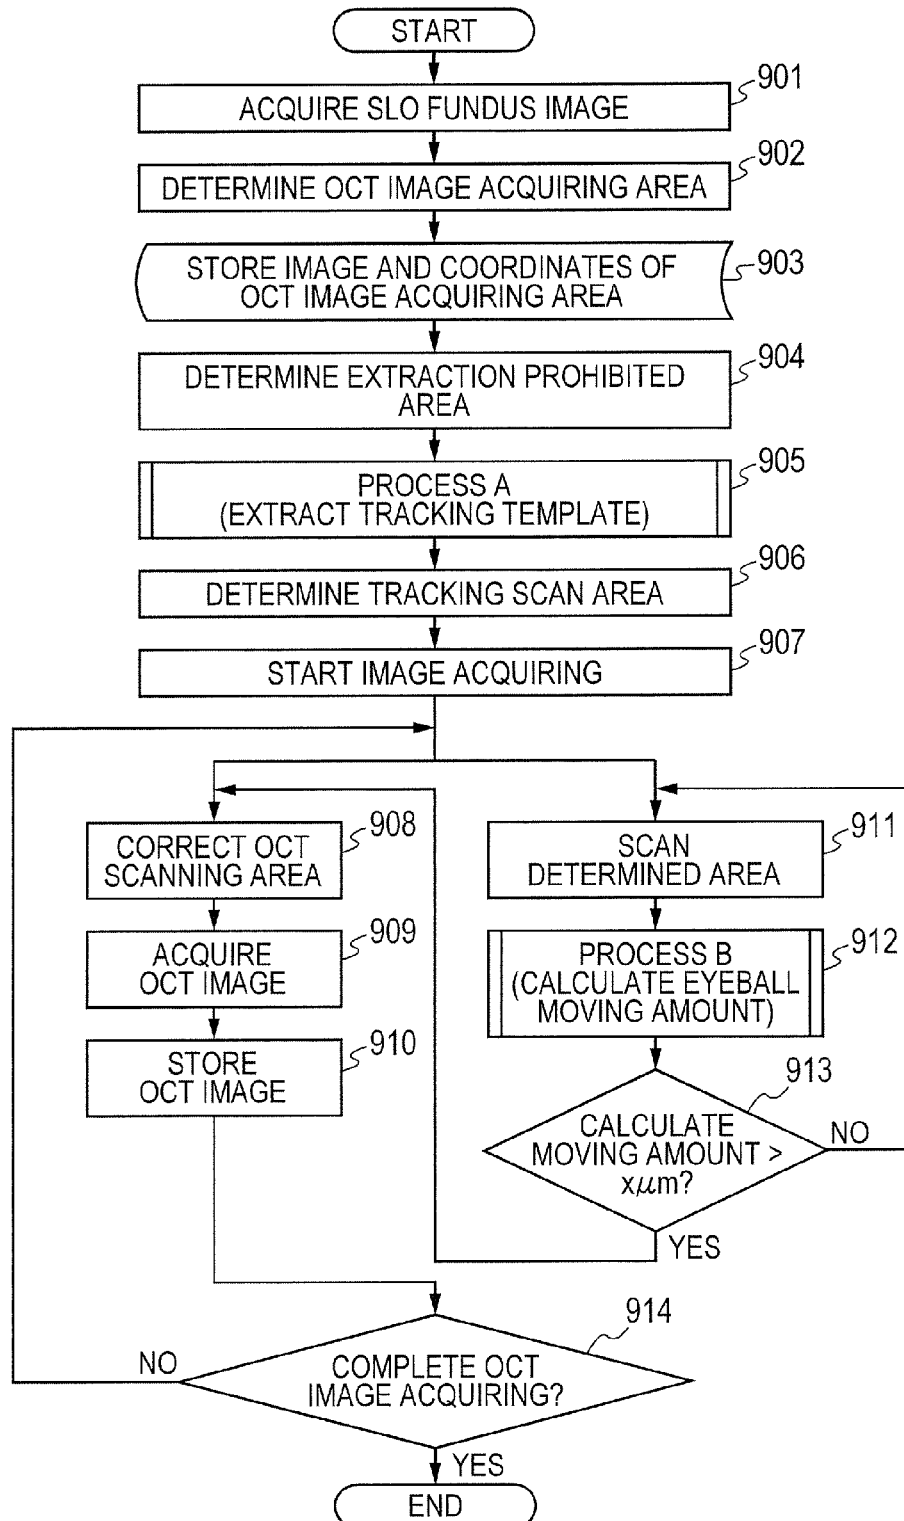 START
901
ACQUIRE SLO FUNDUS IMAGE
902
DETERMINE OCT IMAGE ACQUIRING AREA
903
STORE IMAGE AND COORDINATES OF
OCT IMAGE ACQUIRING AREA
904
DETERMINE EXTRACTION PROHIBITED
AREA
905
PROCESS A
(EXTRACT TRACKING TEMPLATE)
906
DETERMINE TRACKING SCAN AREA
907
START IMAGE ACQUIRING
908
CORRECT OCT
SCANNING AREA
909
ACQUIRE
OCT IMAGE
910
STORE
OCT IMAGE
911
SCAN
DETERMINED AREA
912
PROCESS B
(CALCULATE EYEBALL
MOVING AMOUNT)
913
CALCULATE
MOVING AMOUNT >
xμm?
NO
YES
914
COMPLETE OCT
IMAGE ACQUIRING?
NO
YES
END